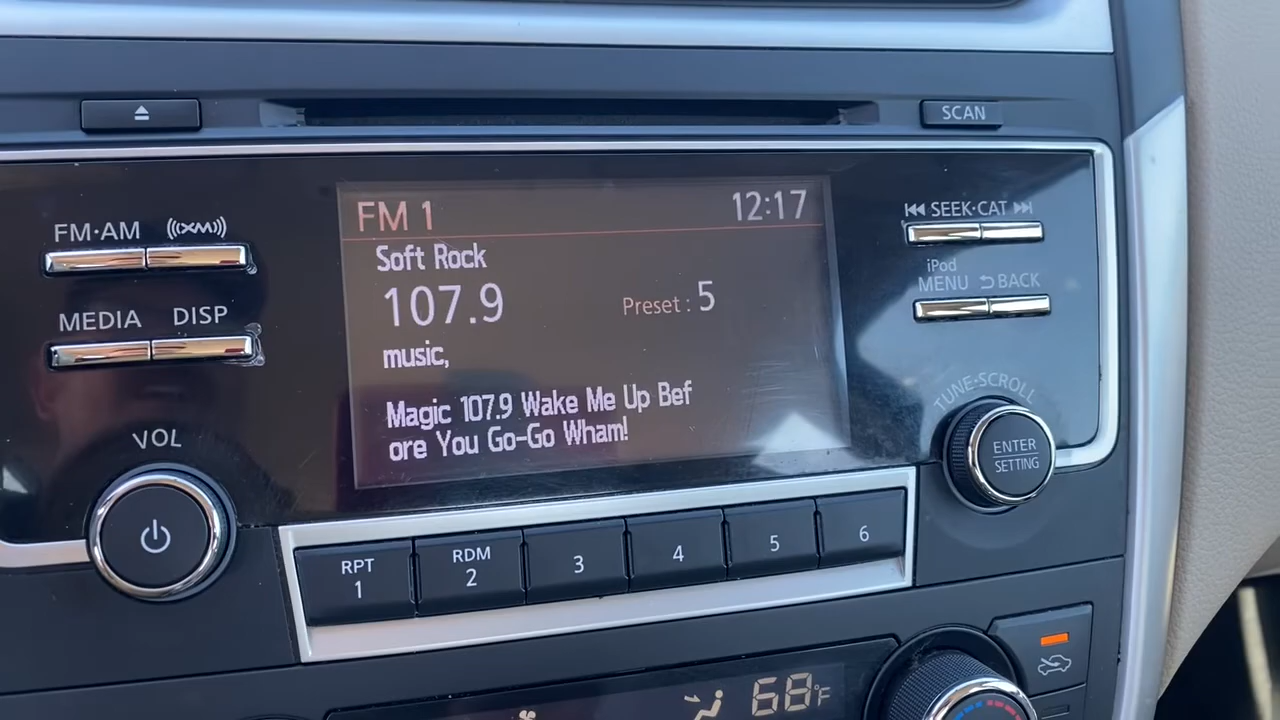 SCAN
FM·AM
((XM))
SEEK·CAT
FM 1
12:17
Soft Rock
107.9
Preset : 5
music,
Magic 107.9 Wake Me Up Bef
ore You Go-Go Wham!
MEDIA
DISP
iPod
MENU
BACK
VOL
TUNE·SCROLL
ENTER
SETTING
RPT
1
RDM
2
3
4
5
6
68°F